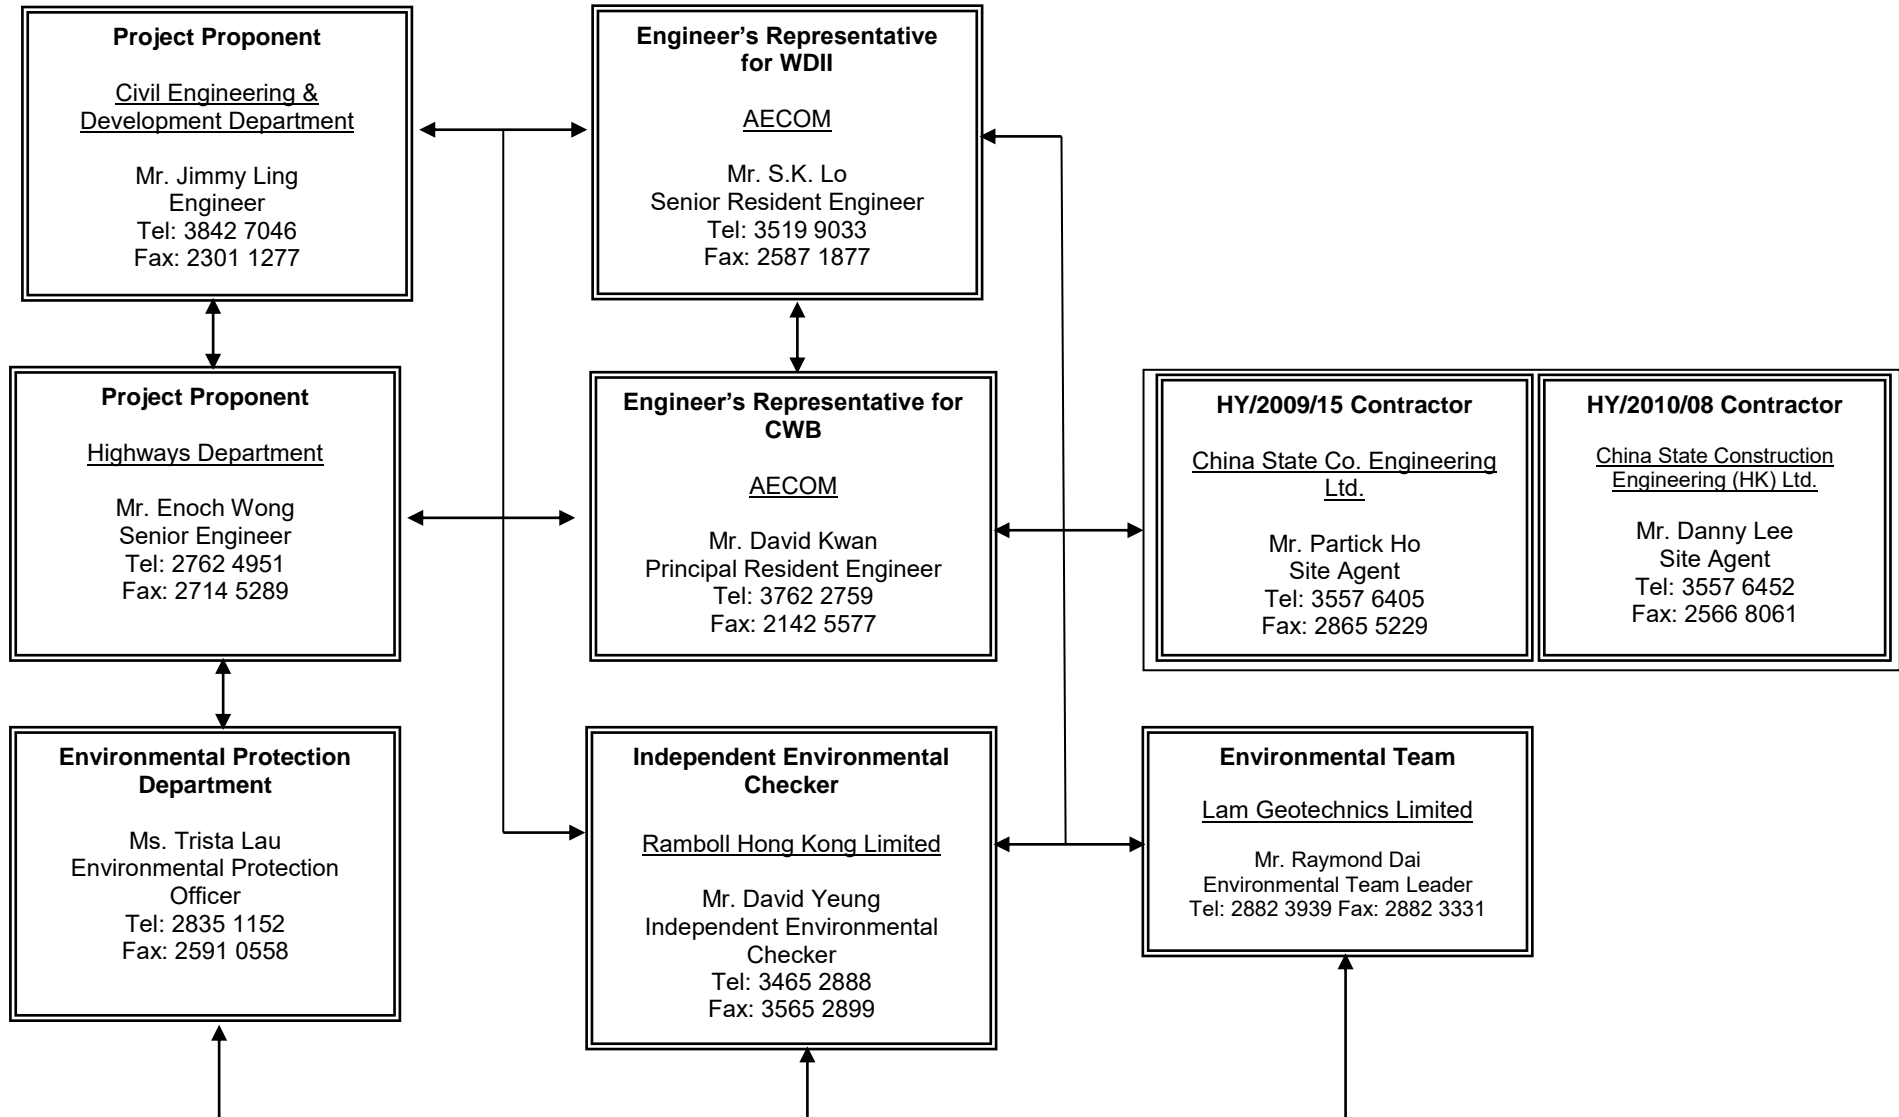 Project Proponent
Civil Engineering &
Development Department
Mr. Jimmy Ling
Engineer
Tel: 3842 7046
Fax: 2301 1277
Engineer’s Representative
for WDII
AECOM
Mr. S.K. Lo
Senior Resident Engineer
Tel: 3519 9033
Fax: 2587 1877
Project Proponent
Highways Department
Mr. Enoch Wong
Senior Engineer
Tel: 2762 4951
Fax: 2714 5289
Engineer’s Representative for
CWB
AECOM
Mr. David Kwan
Principal Resident Engineer
Tel: 3762 2759
Fax: 2142 5577
HY/2009/15 Contractor
China State Co. Engineering
Ltd.
Mr. Partick Ho
Site Agent
Tel: 3557 6405
Fax: 2865 5229
HY/2010/08 Contractor
China State Construction
Engineering (HK) Ltd.
Mr. Danny Lee
Site Agent
Tel: 3557 6452
Fax: 2566 8061
Environmental Protection
Department
Ms. Trista Lau
Environmental Protection
Officer
Tel: 2835 1152
Fax: 2591 0558
Independent Environmental
Checker
Ramboll Hong Kong Limited
Mr. David Yeung
Independent Environmental
Checker
Tel: 3465 2888
Fax: 3565 2899
Environmental Team
Lam Geotechnics Limited
Mr. Raymond Dai
Environmental Team Leader
Tel: 2882 3939 Fax: 2882 3331